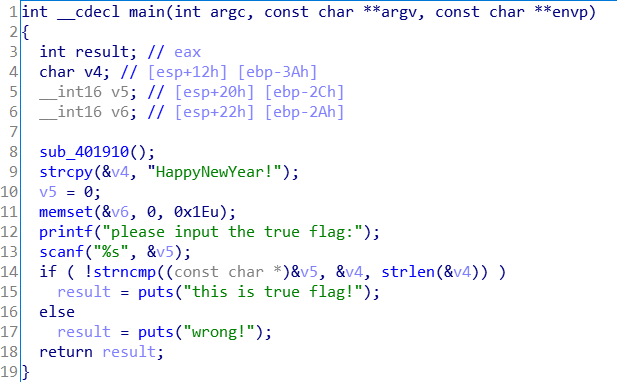 1 int __cdecl main(int argc, const char **argv, const char **envp)
2 {
3   int result; // eax
4   char v4; // [esp+12h] [ebp-3Ah]
5   __int16 v5; // [esp+20h] [ebp-2Ch]
6   __int16 v6; // [esp+22h] [ebp-2Ah]
7
8   sub_401910();
9   strcpy(&v4, "HappyNewYear!");
10   v5 = 0;
11   memset(&v6, 0, 0x1Eu);
12   printf("please input the true flag:");
13   scanf("%s", &v5);
14   if ( !strncmp((const char *)&v5, &v4, strlen(&v4)) )
15     result = puts("this is true flag!");
16   else
17     result = puts("wrong!");
18   return result;
19 }